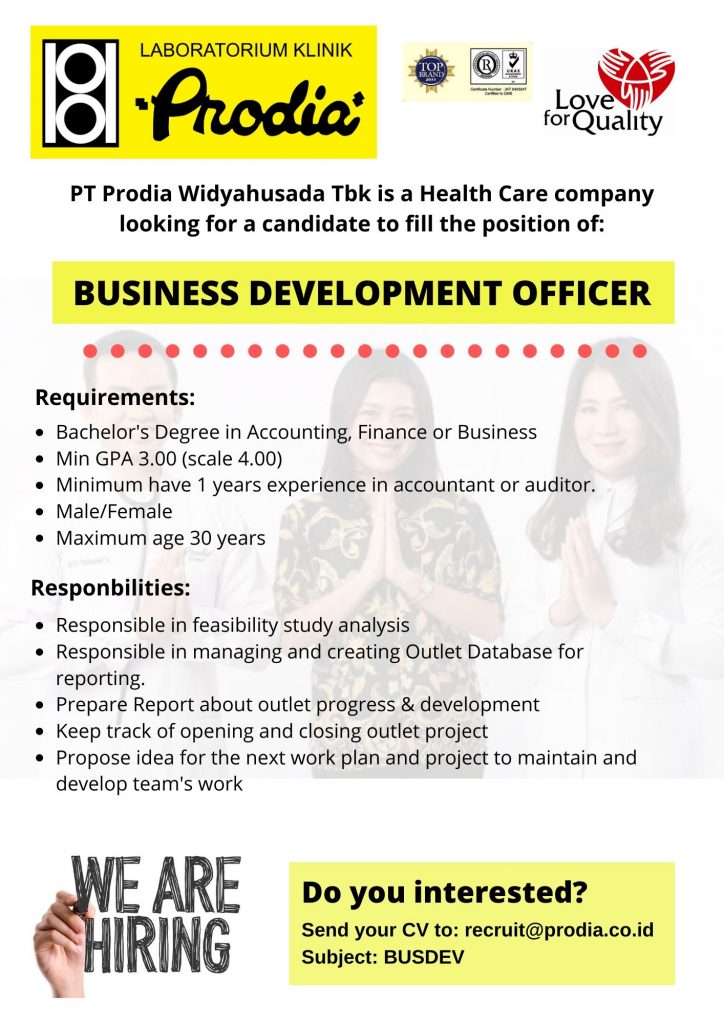 LABORATORIUM KLINIK
Prodia
TOP
BRAND
UKAS
Certified to QMS
Love
for Quality
PT Prodia Widyahusada Tbk is a Health Care company
looking for a candidate to fill the position of:
BUSINESS DEVELOPMENT OFFICER
Requirements:
• Bachelor's Degree in Accounting, Finance or Business
• Min GPA 3.00 (scale 4.00)
• Minimum have 1 years experience in accountant or auditor.
• Male/Female
• Maximum age 30 years
Responbilities:
• Responsible in feasibility study analysis
• Responsible in managing and creating Outlet Database for
reporting.
• Prepare Report about outlet progress & development
• Keep track of opening and closing outlet project
• Propose idea for the next work plan and project to maintain and
develop team's work
WE ARE
HIRING
Do you interested?
Send your CV to: recruit@prodia.co.id
Subject: BUSDEV